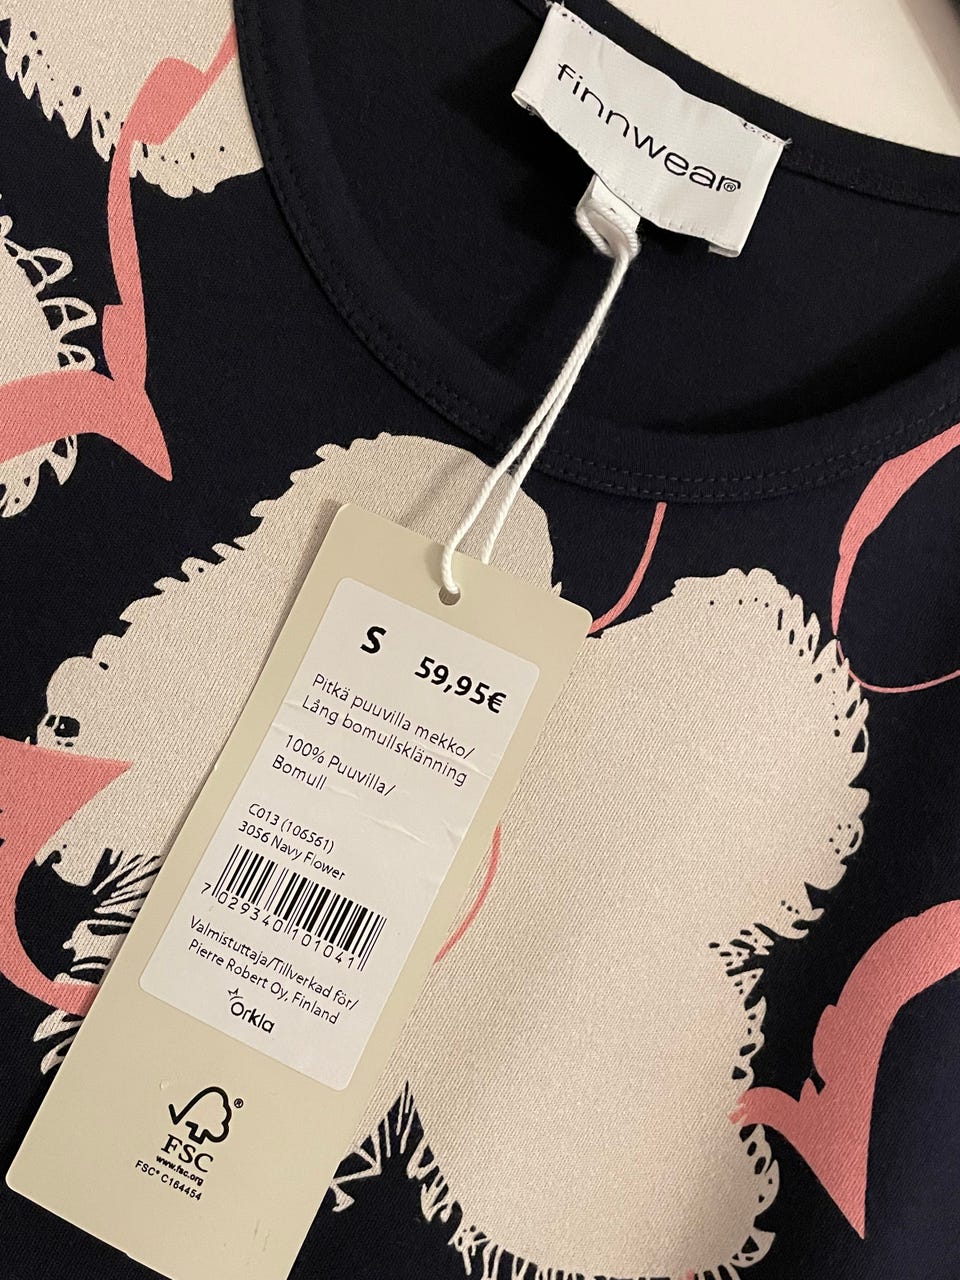 finnwear®
S 59,95€
Pitkä puuvilla mekko/
Lång bomullsklänning
100% Puuvilla/
Bomull
C013 (106561)
3056 Navy Flower
7 029340 101041
Valmistuttaja/Tillverkad för/
Pierre Robert Oy, Finland
Orkla
®
FSC
www.fsc.org
FSC® C164454